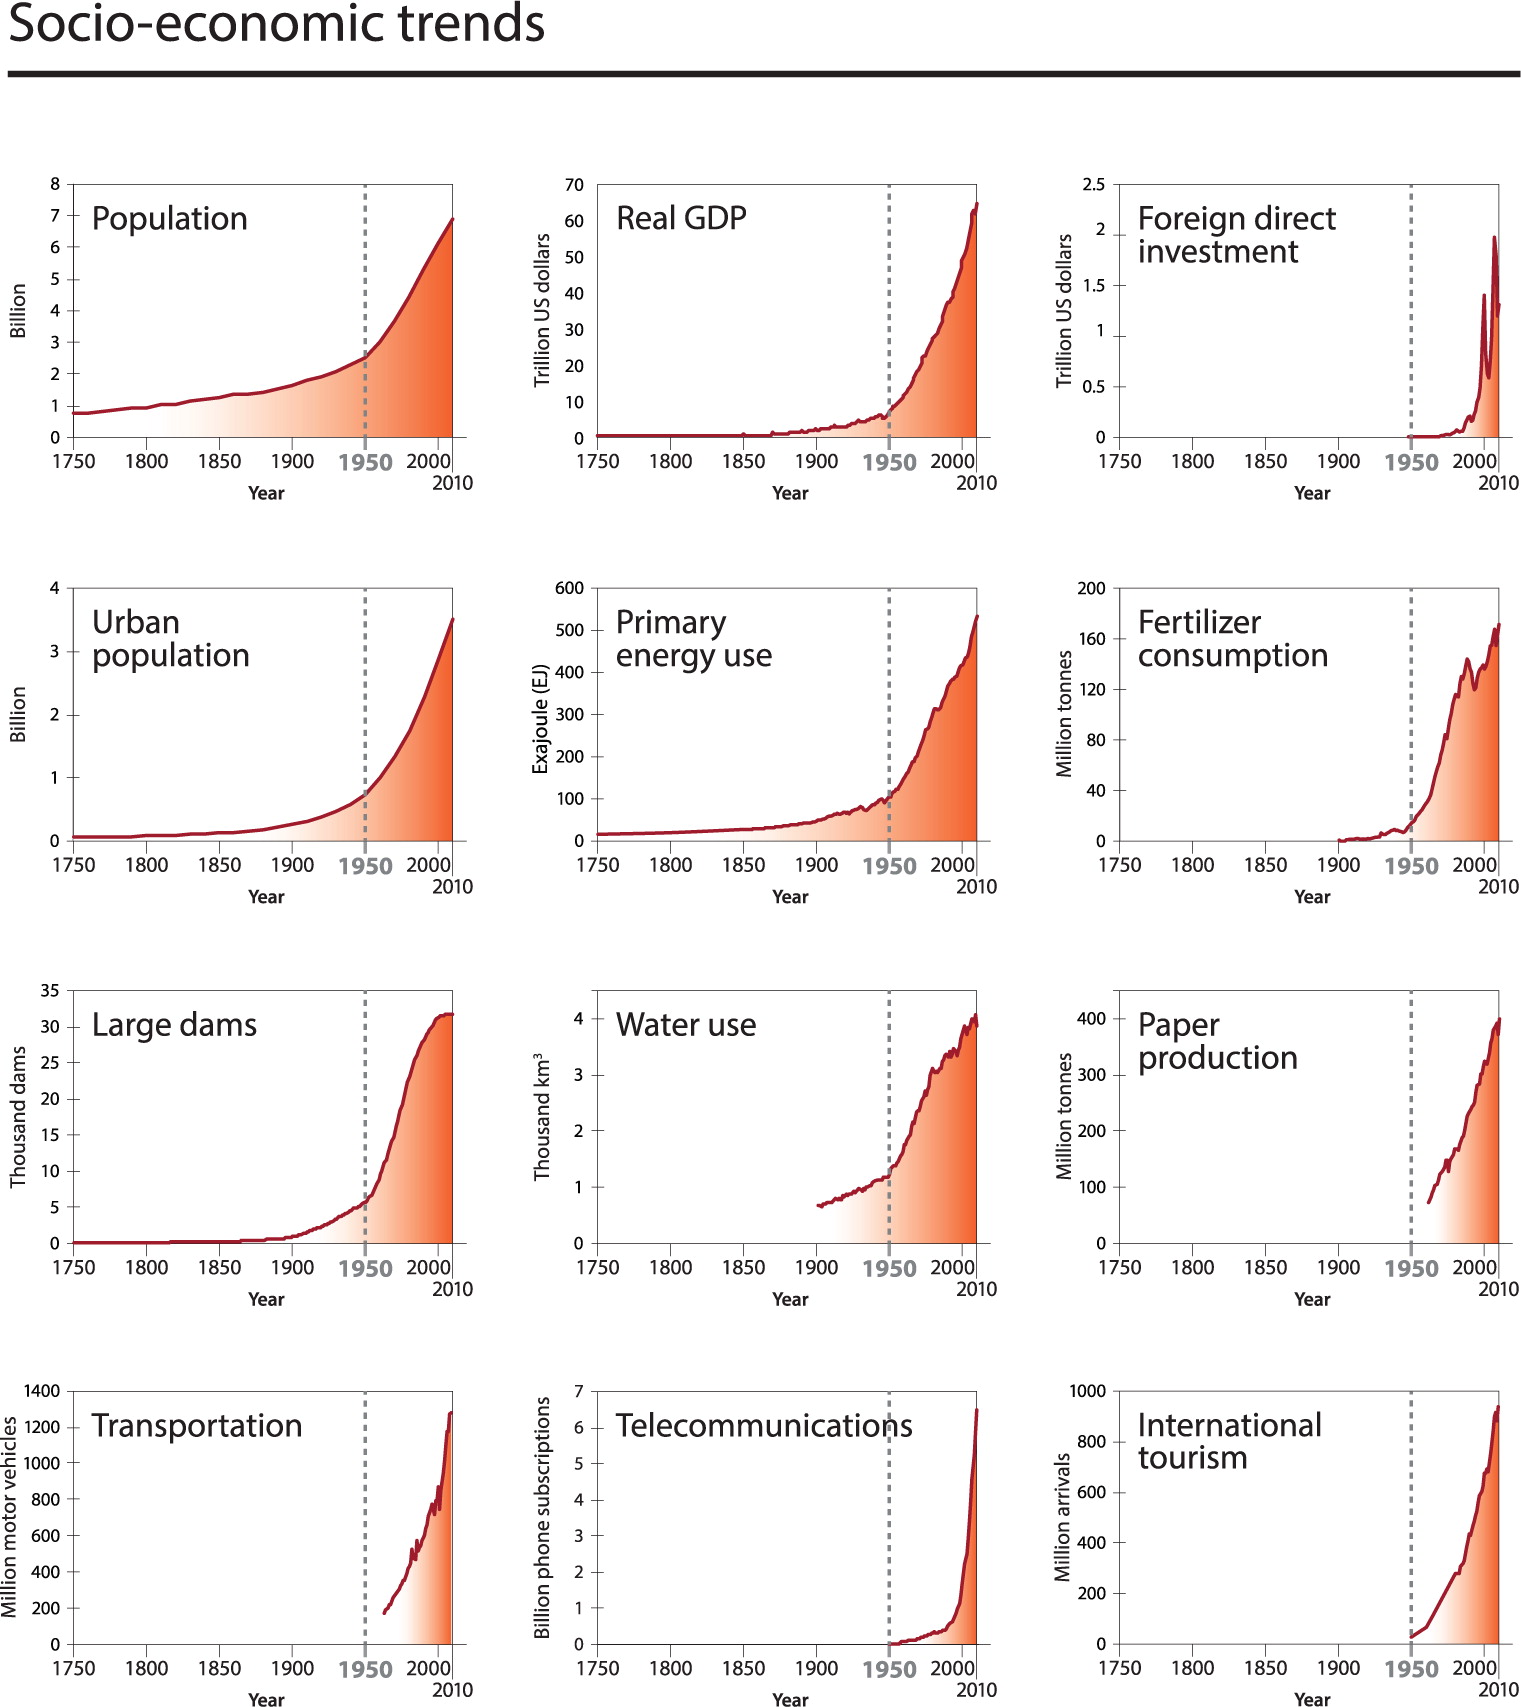 Socio-economic trends
Population
Billion
8
7
6
5
4
3
2
1
0
1750 1800 1850 1900 1950 2000
2010
Year
Real GDP
Trillion US dollars
70
60
50
40
30
20
10
0
1750 1800 1850 1900 1950 2000
2010
Year
Foreign direct
investment
Trillion US dollars
2.5
2
1.5
1
0.5
0
1750 1800 1850 1900 1950 2000
2010
Year
Urban
population
Billion
4
3
2
1
0
1750 1800 1850 1900 1950 2000
2010
Year
Primary
energy use
Exajoule (EJ)
600
500
400
300
200
100
0
1750 1800 1850 1900 1950 2000
2010
Year
Fertilizer
consumption
Million tonnes
200
160
120
80
40
0
1750 1800 1850 1900 1950 2000
2010
Year
Large dams
Thousand dams
35
30
25
20
15
10
5
0
1750 1800 1850 1900 1950 2000
2010
Year
Water use
Thousand km³
4
3
2
1
0
1750 1800 1850 1900 1950 2000
2010
Year
Paper
production
Million tonnes
400
300
200
100
0
1750 1800 1850 1900 1950 2000
2010
Year
Transportation
Million motor vehicles
1400
1200
1000
800
600
400
200
0
1750 1800 1850 1900 1950 2000
2010
Year
Telecommunications
Billion phone subscriptions
7
6
5
4
3
2
1
0
1750 1800 1850 1900 1950 2000
2010
Year
International
tourism
Million arrivals
1000
800
600
400
200
0
1750 1800 1850 1900 1950 2000
2010
Year